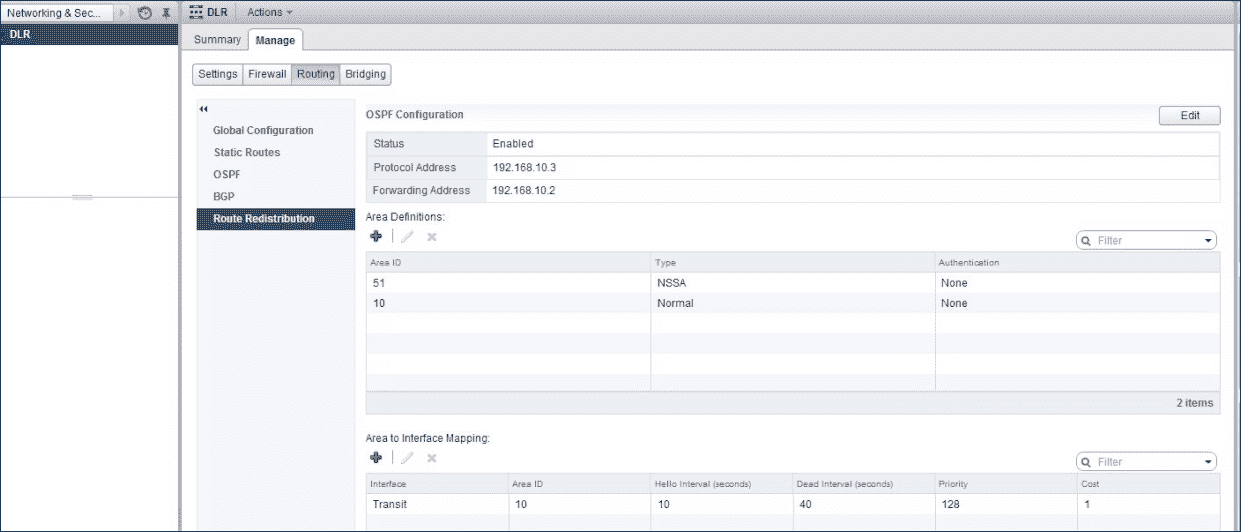 Networking & Sec...
DLR
DLR Actions
Summary Manage
Settings Firewall Routing Bridging
Global Configuration
Static Routes
OSPF
BGP
Route Redistribution
OSPF Configuration Edit
Status Enabled
Protocol Address 192.168.10.3
Forwarding Address 192.168.10.2
Area Definitions:
Filter
Area ID Type Authentication
51 NSSA None
10 Normal None
2 items
Area to Interface Mapping:
Filter
Interface Area ID Hello Interval (seconds) Dead Interval (seconds) Priority Cost
Transit 10 10 40 128 1